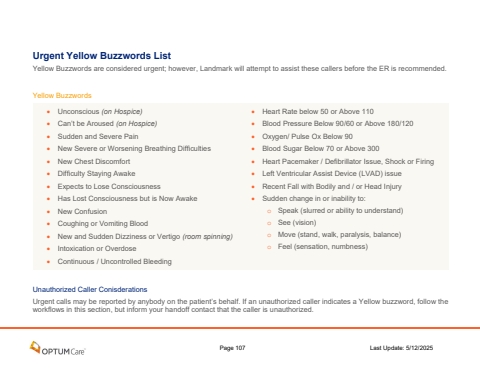 Urgent Yellow Buzzwords List
Yellow Buzzwords are considered urgent; however, Landmark will attempt to assist these callers before the ER is recommended.
Yellow Buzzwords
• Unconscious (on Hospice)
• Can't be Aroused (on Hospice)
• Sudden and Severe Pain
• New Severe or Worsening Breathing Difficulties
• New Chest Discomfort
• Difficulty Staying Awake
• Expects to Lose Consciousness
• Has Lost Consciousness but is Now Awake
• New Confusion
• Coughing or Vomiting Blood
• New and Sudden Dizziness or Vertigo (room spinning)
• Intoxication or Overdose
• Continuous / Uncontrolled Bleeding
• Heart Rate below 50 or Above 110
• Blood Pressure Below 90/60 or Above 180/120
• Oxygen/ Pulse Ox Below 90
• Blood Sugar Below 70 or Above 300
• Heart Pacemaker / Defibrillator Issue, Shock or Firing
• Left Ventricular Assist Device (LVAD) issue
• Recent Fall with Bodily and / or Head Injury
• Sudden change in or inability to:
○ Speak (slurred or ability to understand)
○ See (vision)
○ Move (stand, walk, paralysis, balance)
○ Feel (sensation, numbness)
Unauthorized Caller Considerations
Urgent calls may be reported by anybody on the patient's behalf. If an unauthorized caller indicates a Yellow buzzword, follow the
workflows in this section, but inform your handoff contact that the caller is unauthorized.
OPTUMCare
Page 107
Last Update: 5/12/2025